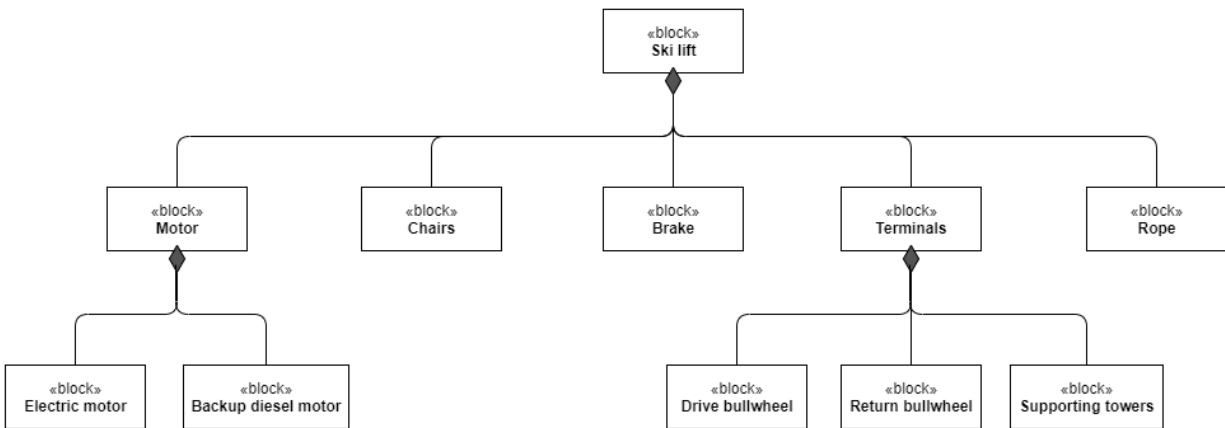 «block»
Ski lift
«block»
Motor
«block»
Chairs
«block»
Brake
«block»
Terminals
«block»
Rope
«block»
Electric motor
«block»
Backup diesel motor
«block»
Drive bullwheel
«block»
Return bullwheel
«block»
Supporting towers